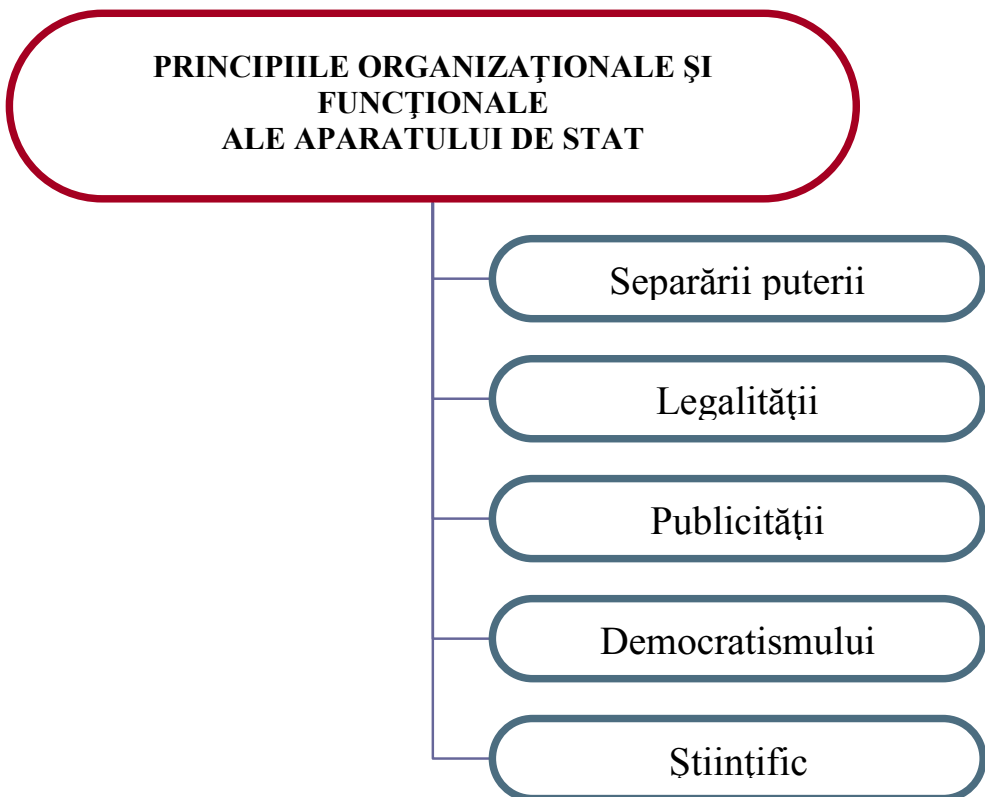 PRINCIPIILE ORGANIZAŢIONALE ŞI
FUNCŢIONALE
ALE APARATULUI DE STAT
Separării puterii
Legalităţii
Publicităţii
Democratismului
Ştiinţific